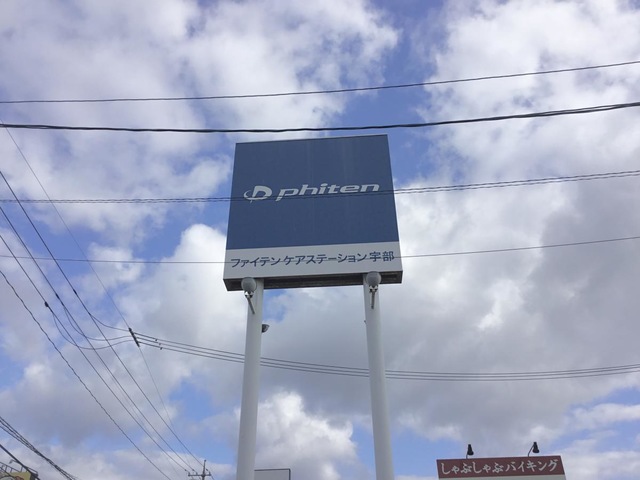 phiten
ファイテン ケアステーション 宇部
しゃぶしゃぶバイキング